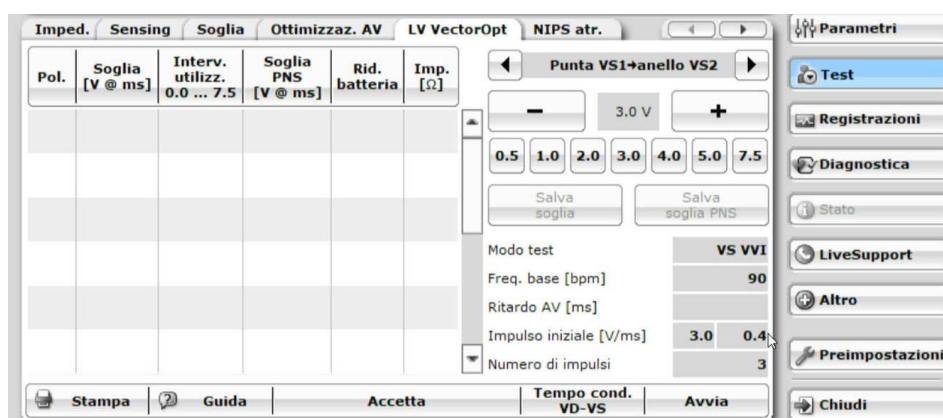 Imped. Sensing Soglia Ottimizzaz. AV LV VectorOpt NIPS atr.
Pol. Soglia [V @ ms] Interv. utilizz. 0.0 ... 7.5 Soglia PNS [V @ ms] Rid. batteria Imp. [Ω]
Punta VS1→anello VS2
3.0 V
0.5 1.0 2.0 3.0 4.0 5.0 7.5
Salva soglia Salva soglia PNS
Modo test VS VVI
Freq. base [bpm] 90
Ritardo AV [ms]
Impulso iniziale [V/ms] 3.0 0.4
Numero di impulsi 3
Stampa Guida Accetta Tempo cond. VD-VS Avvia
Parametri
Test
Registrazioni
Diagnostica
Stato
LiveSupport
Altro
Preimpostazioni
Chiudi